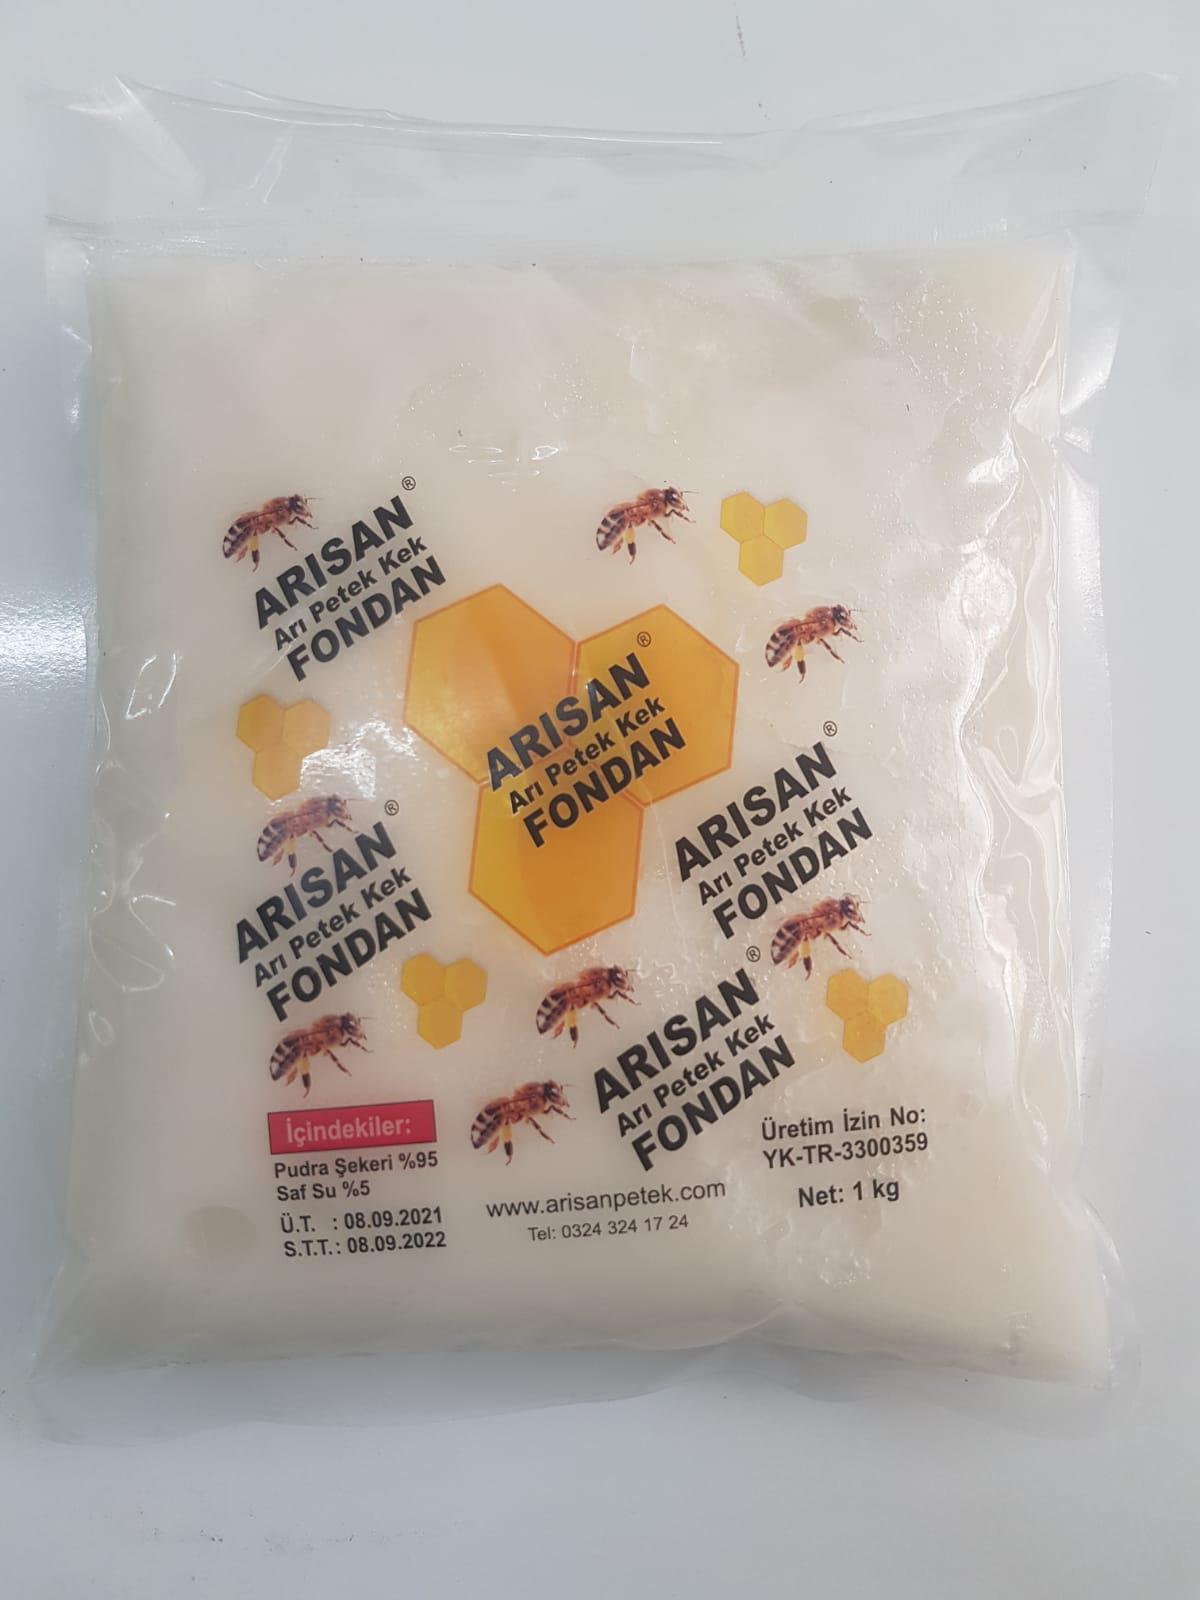 ARISAN®
Arı Petek Kek
FONDAN
ARISAN®
Arı Petek Kek
FONDAN
ARISAN®
Arı Petek Kek
FONDAN
ARISAN®
Arı Petek Kek
FONDAN
ARISAN®
Arı Petek Kek
FONDAN
İçindekiler:
Pudra Şekeri %95
Saf Su %5
Ü.T. : 08.09.2021
S.T.T.: 08.09.2022
www.arisanpetek.com
Tel: 0324 324 17 24
Üretim İzin No:
YK-TR-3300359
Net: 1 kg